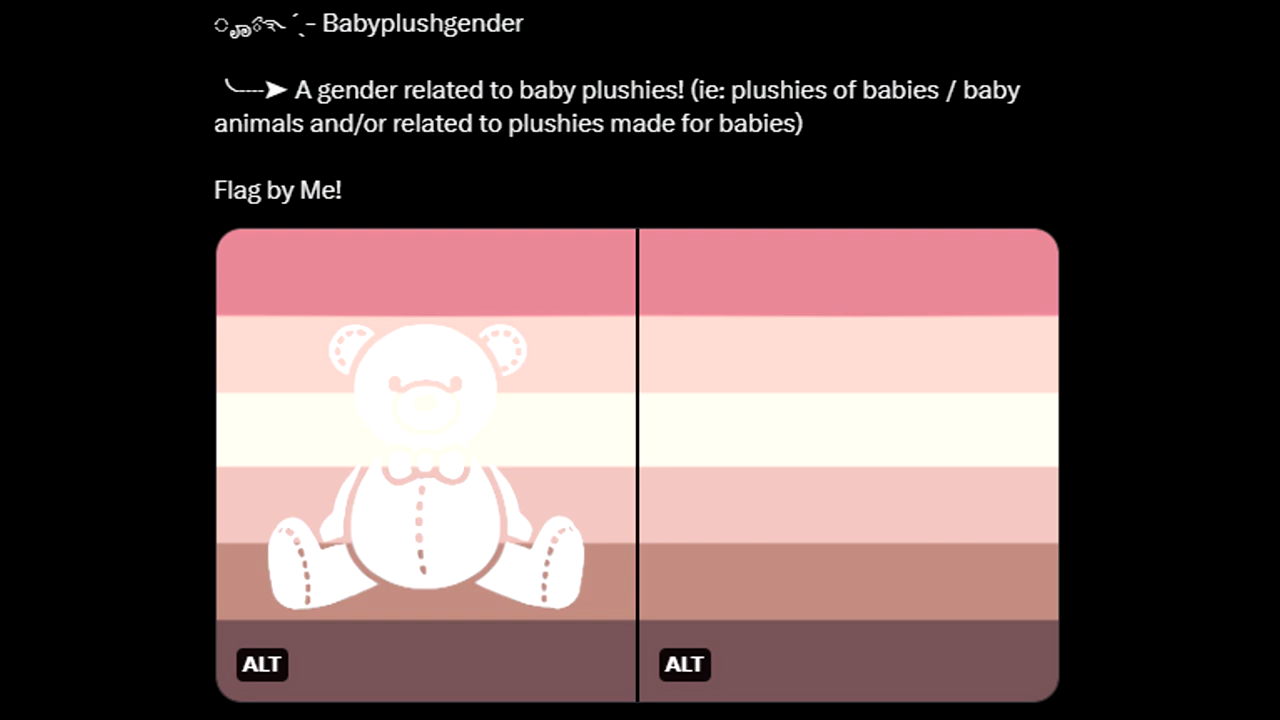 - Babyplushgender
╰┈➤ A gender related to baby plushies! (ie: plushies of babies / baby
animals and/or related to plushies made for babies)
Flag by Me!
ALT
ALT